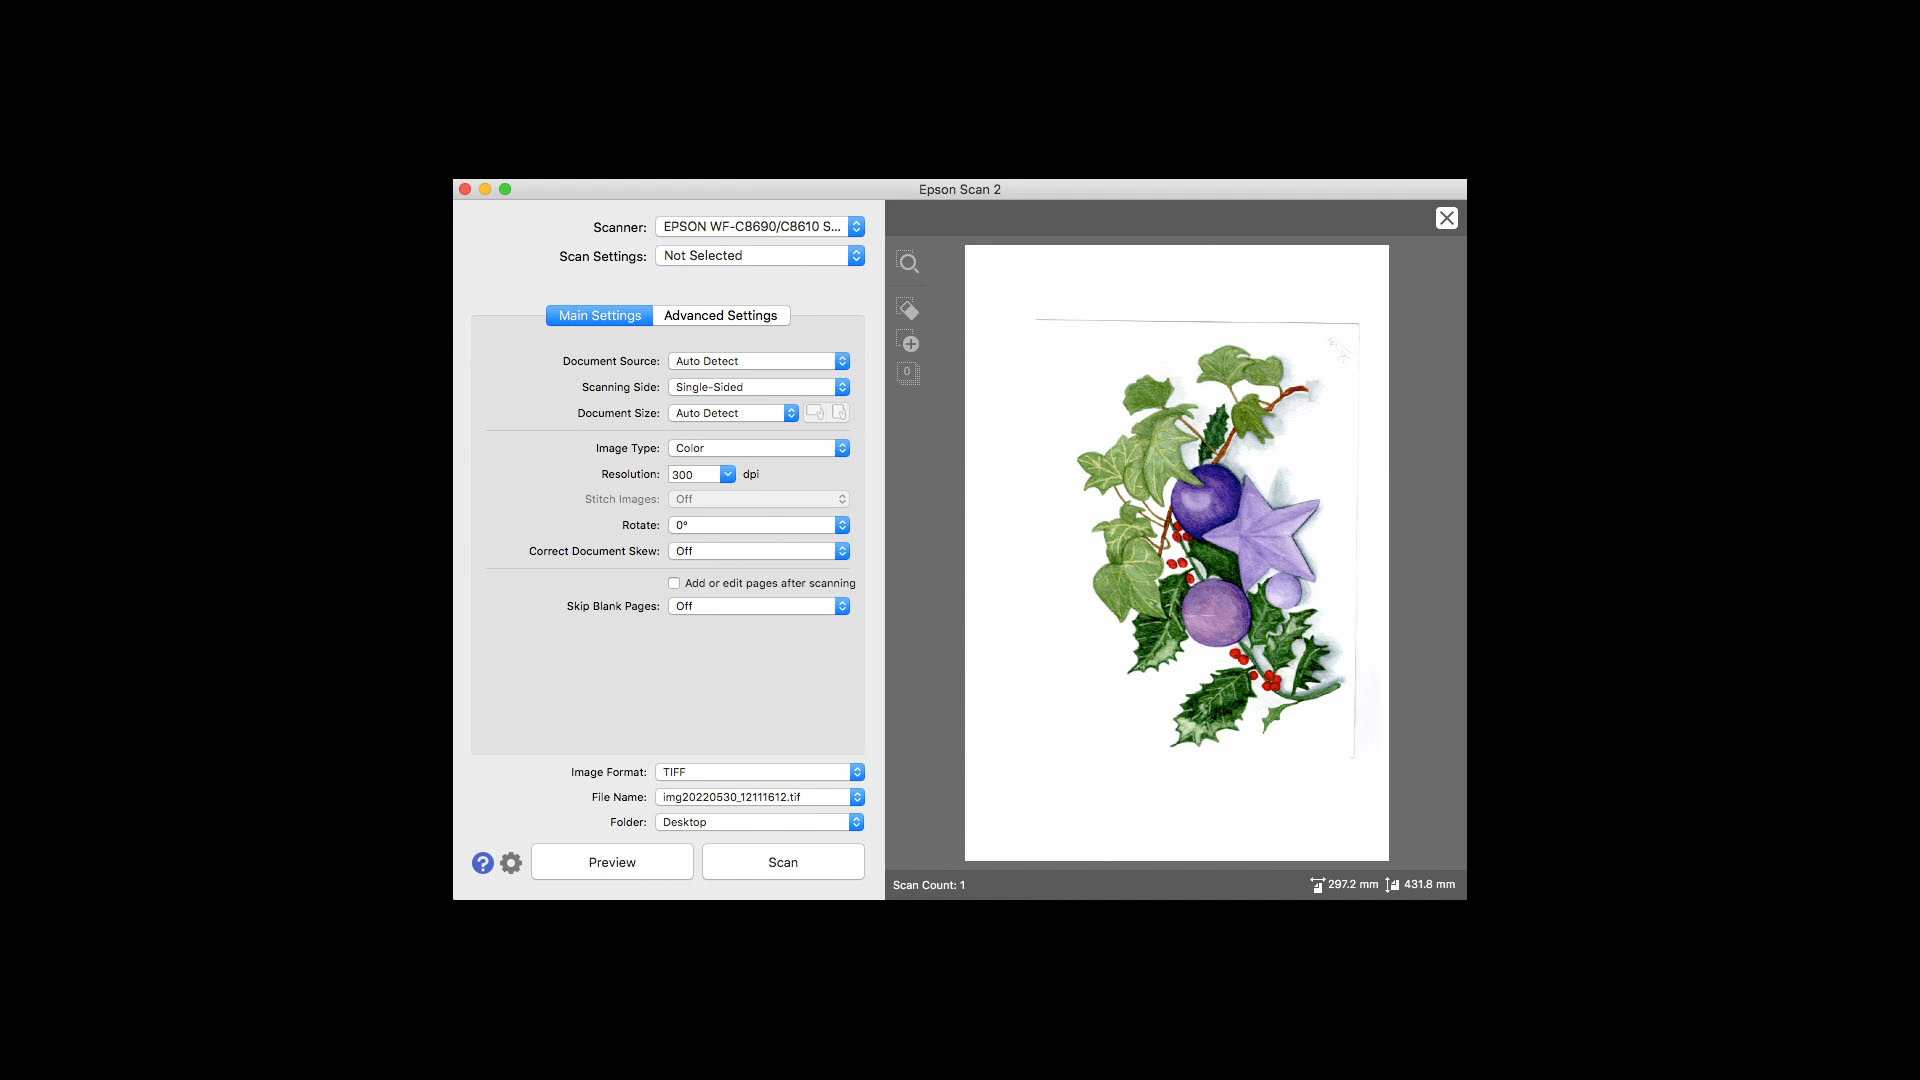 Epson Scan 2
Scanner: EPSON WF-C8690/C8610 S...
Scan Settings: Not Selected
Main Settings Advanced Settings
Document Source: Auto Detect
Scanning Side: Single-Sided
Document Size: Auto Detect
Image Type: Color
Resolution: 300 dpi
Stitch Images: Off
Rotate: 0°
Correct Document Skew: Off
Add or edit pages after scanning
Skip Blank Pages: Off
Image Format: TIFF
File Name: img20220530_12111612.tif
Folder: Desktop
? Preview Scan
0
Scan Count: 1 297.2 mm 431.8 mm